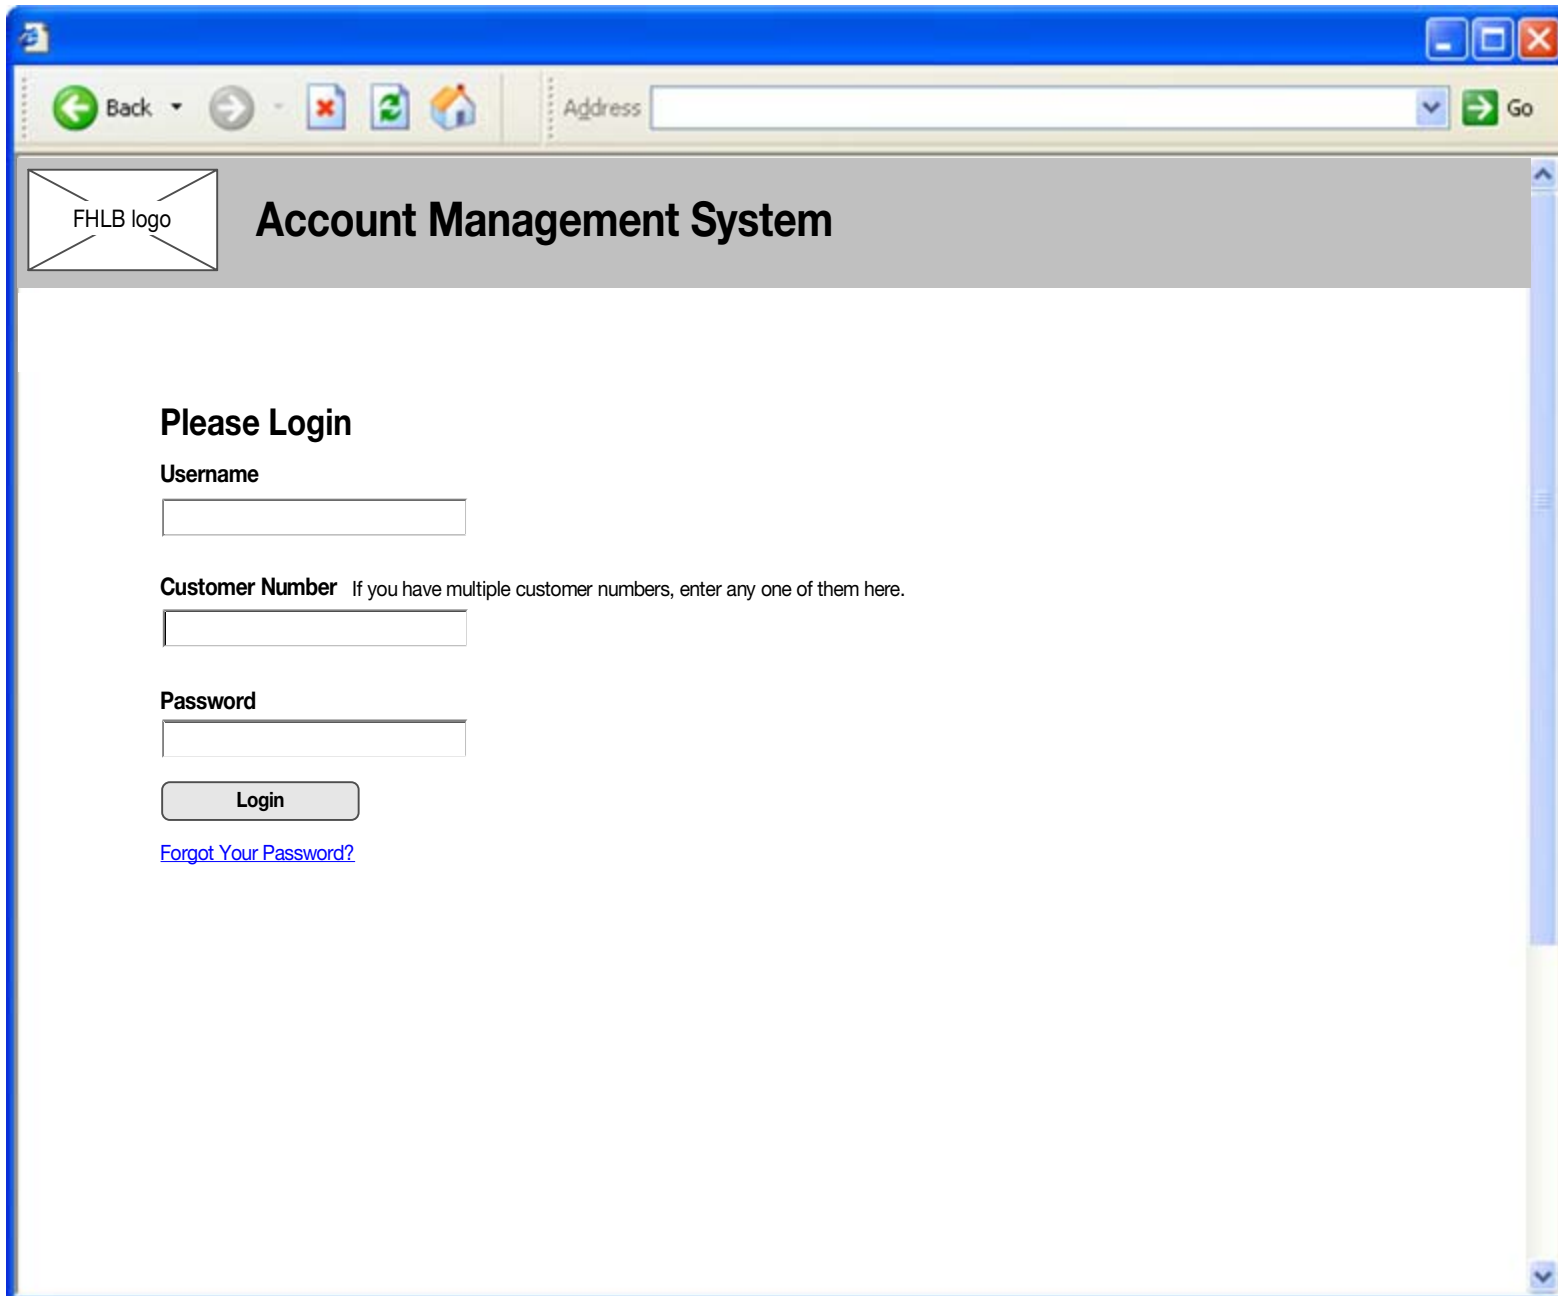 Back
Address
Go
FHLB logo
Account Management System
Please Login
Username
Customer Number If you have multiple customer numbers, enter any one of them here.
Password
Login
Forgot Your Password?